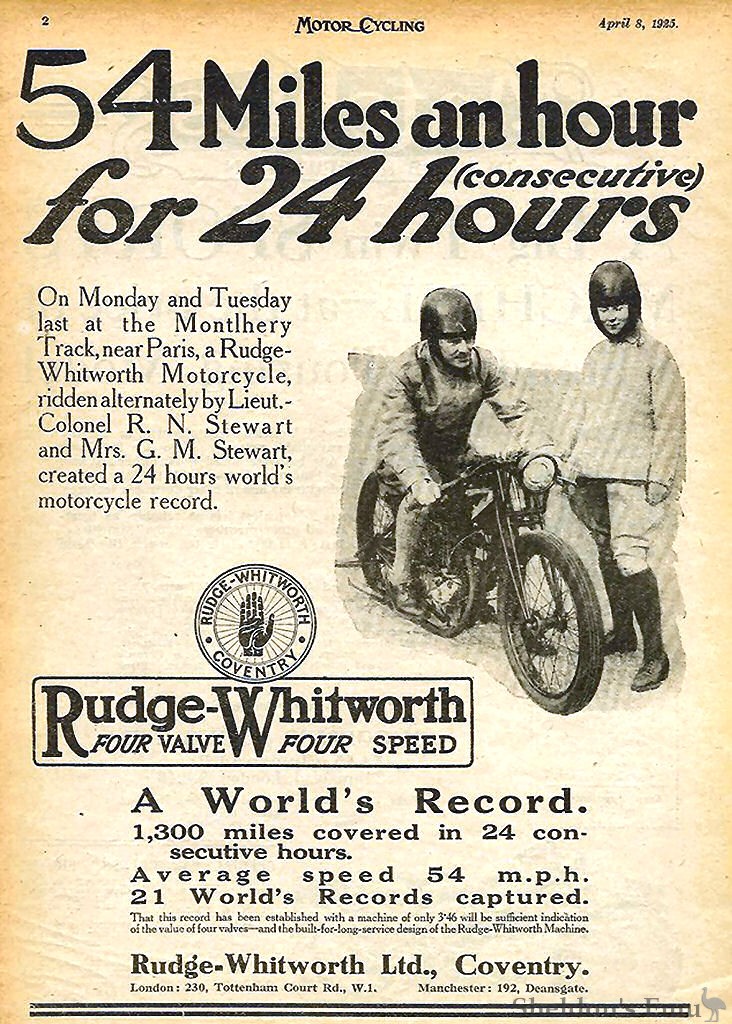 2
MOTOR CYCLING
April 8, 1925.
54 Miles an hour
for 24 (consecutive) hours
On Monday and Tuesday
last at the Montlhery
Track, near Paris, a Rudge-
Whitworth Motorcycle,
ridden alternately by Lieut.-
Colonel R. N. Stewart
and Mrs. G. M. Stewart,
created a 24 hours world's
motorcycle record.
RUDGE-WHITWORTH
COVENTRY
Rudge-Whitworth
FOUR VALVE FOUR SPEED
A World's Record.
1,300 miles covered in 24 con-
secutive hours.
Average speed 54 m.p.h.
21 World's Records captured.
That this record has been established with a machine of only 3·46 will be sufficient indication
of the value of four valves—and the built-for-long-service design of the Rudge-Whitworth Machine.
Rudge-Whitworth Ltd., Coventry.
London: 230, Tottenham Court Rd., W.1. Manchester: 192, Deansgate.
Sheldon's Emu